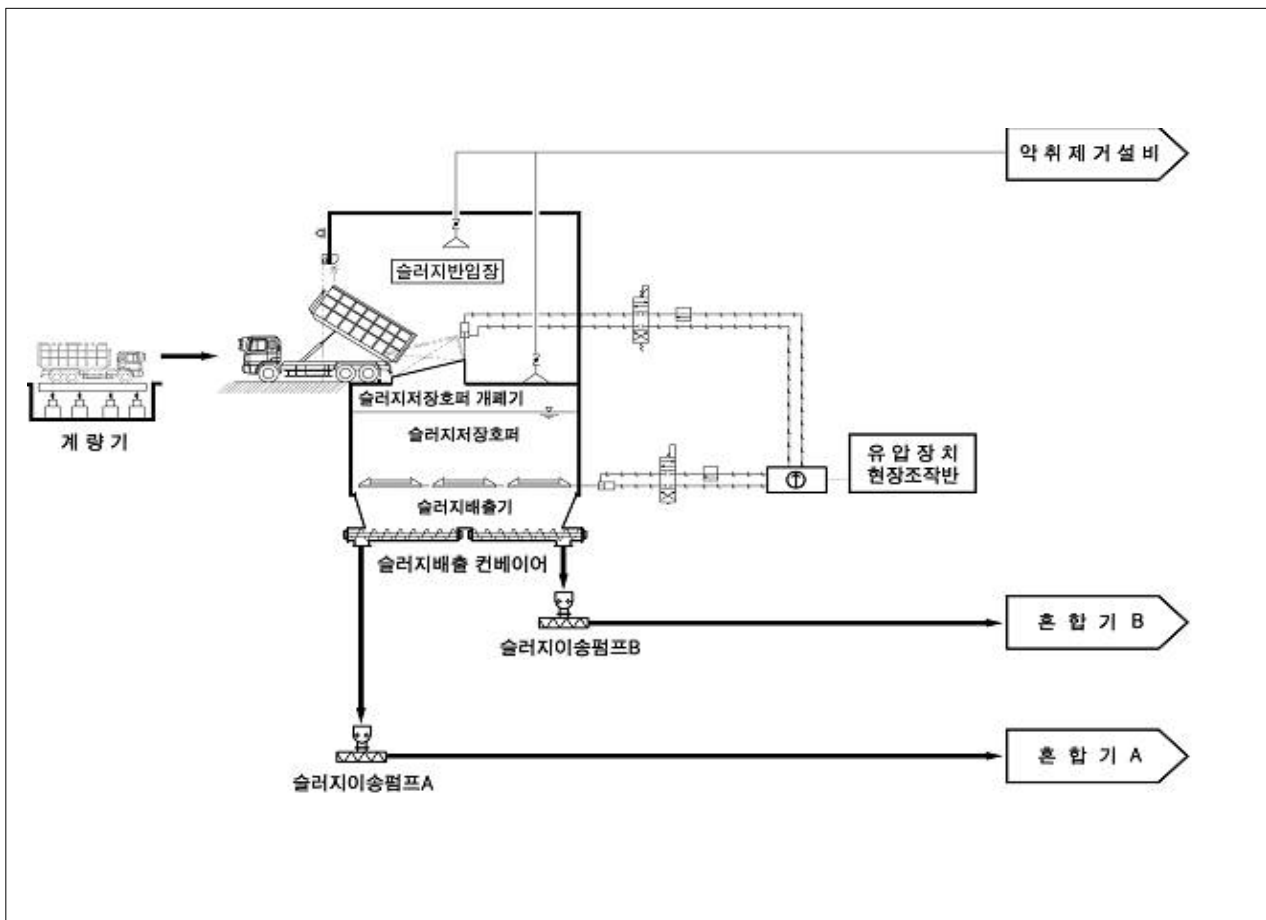 악 취 제 거 설 비
슬러지반입장
슬러지저장호퍼 개폐기
계 량 기
슬러지저장호퍼
유 압 장 치
현장조작반
슬러지배출기
슬러지배출 컨베이어
혼 합 기 B
슬러지이송펌프B
혼 합 기 A
슬러지이송펌프A